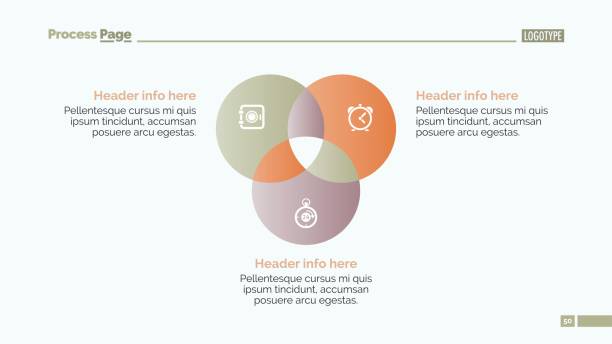 Process Page
LOGOTYPE
Header info here
Pellentesque cursus mi quis
ipsum tincidunt, accumsan
posuere arcu egestas.
Header info here
Pellentesque cursus mi quis
ipsum tincidunt, accumsan
posuere arcu egestas.
Header info here
Pellentesque cursus mi quis
ipsum tincidunt, accumsan
posuere arcu egestas.
50